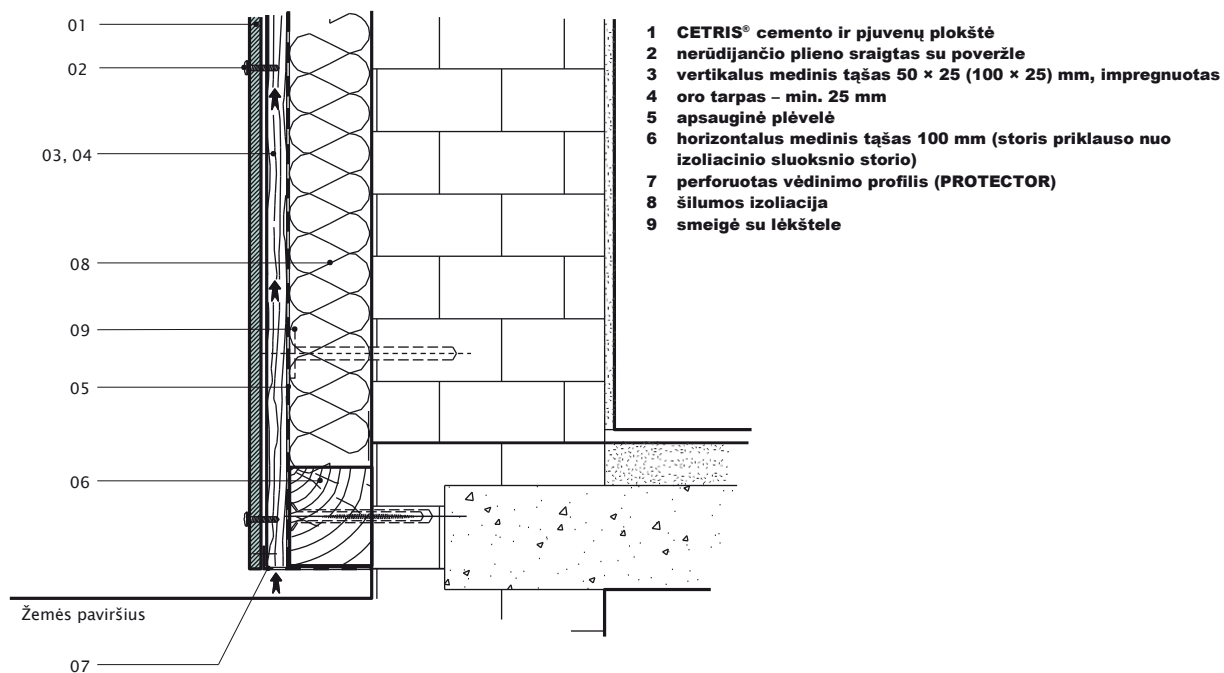 01
02
03, 04
08
09
05
06
Žemės paviršius
07
1 CETRIS® cemento ir pjuvenų plokštė
2 nerūdijančio plieno sraigtas su poveržle
3 vertikalus medinis tąšas 50 × 25 (100 × 25) mm, impregnuotas
4 oro tarpas – min. 25 mm
5 apsauginė plėvelė
6 horizontalus medinis tąšas 100 mm (storis priklauso nuo
izoliacinio sluoksnio storio)
7 perforuotas vėdinimo profilis (PROTECTOR)
8 šilumos izoliacija
9 smeigė su lėkštele